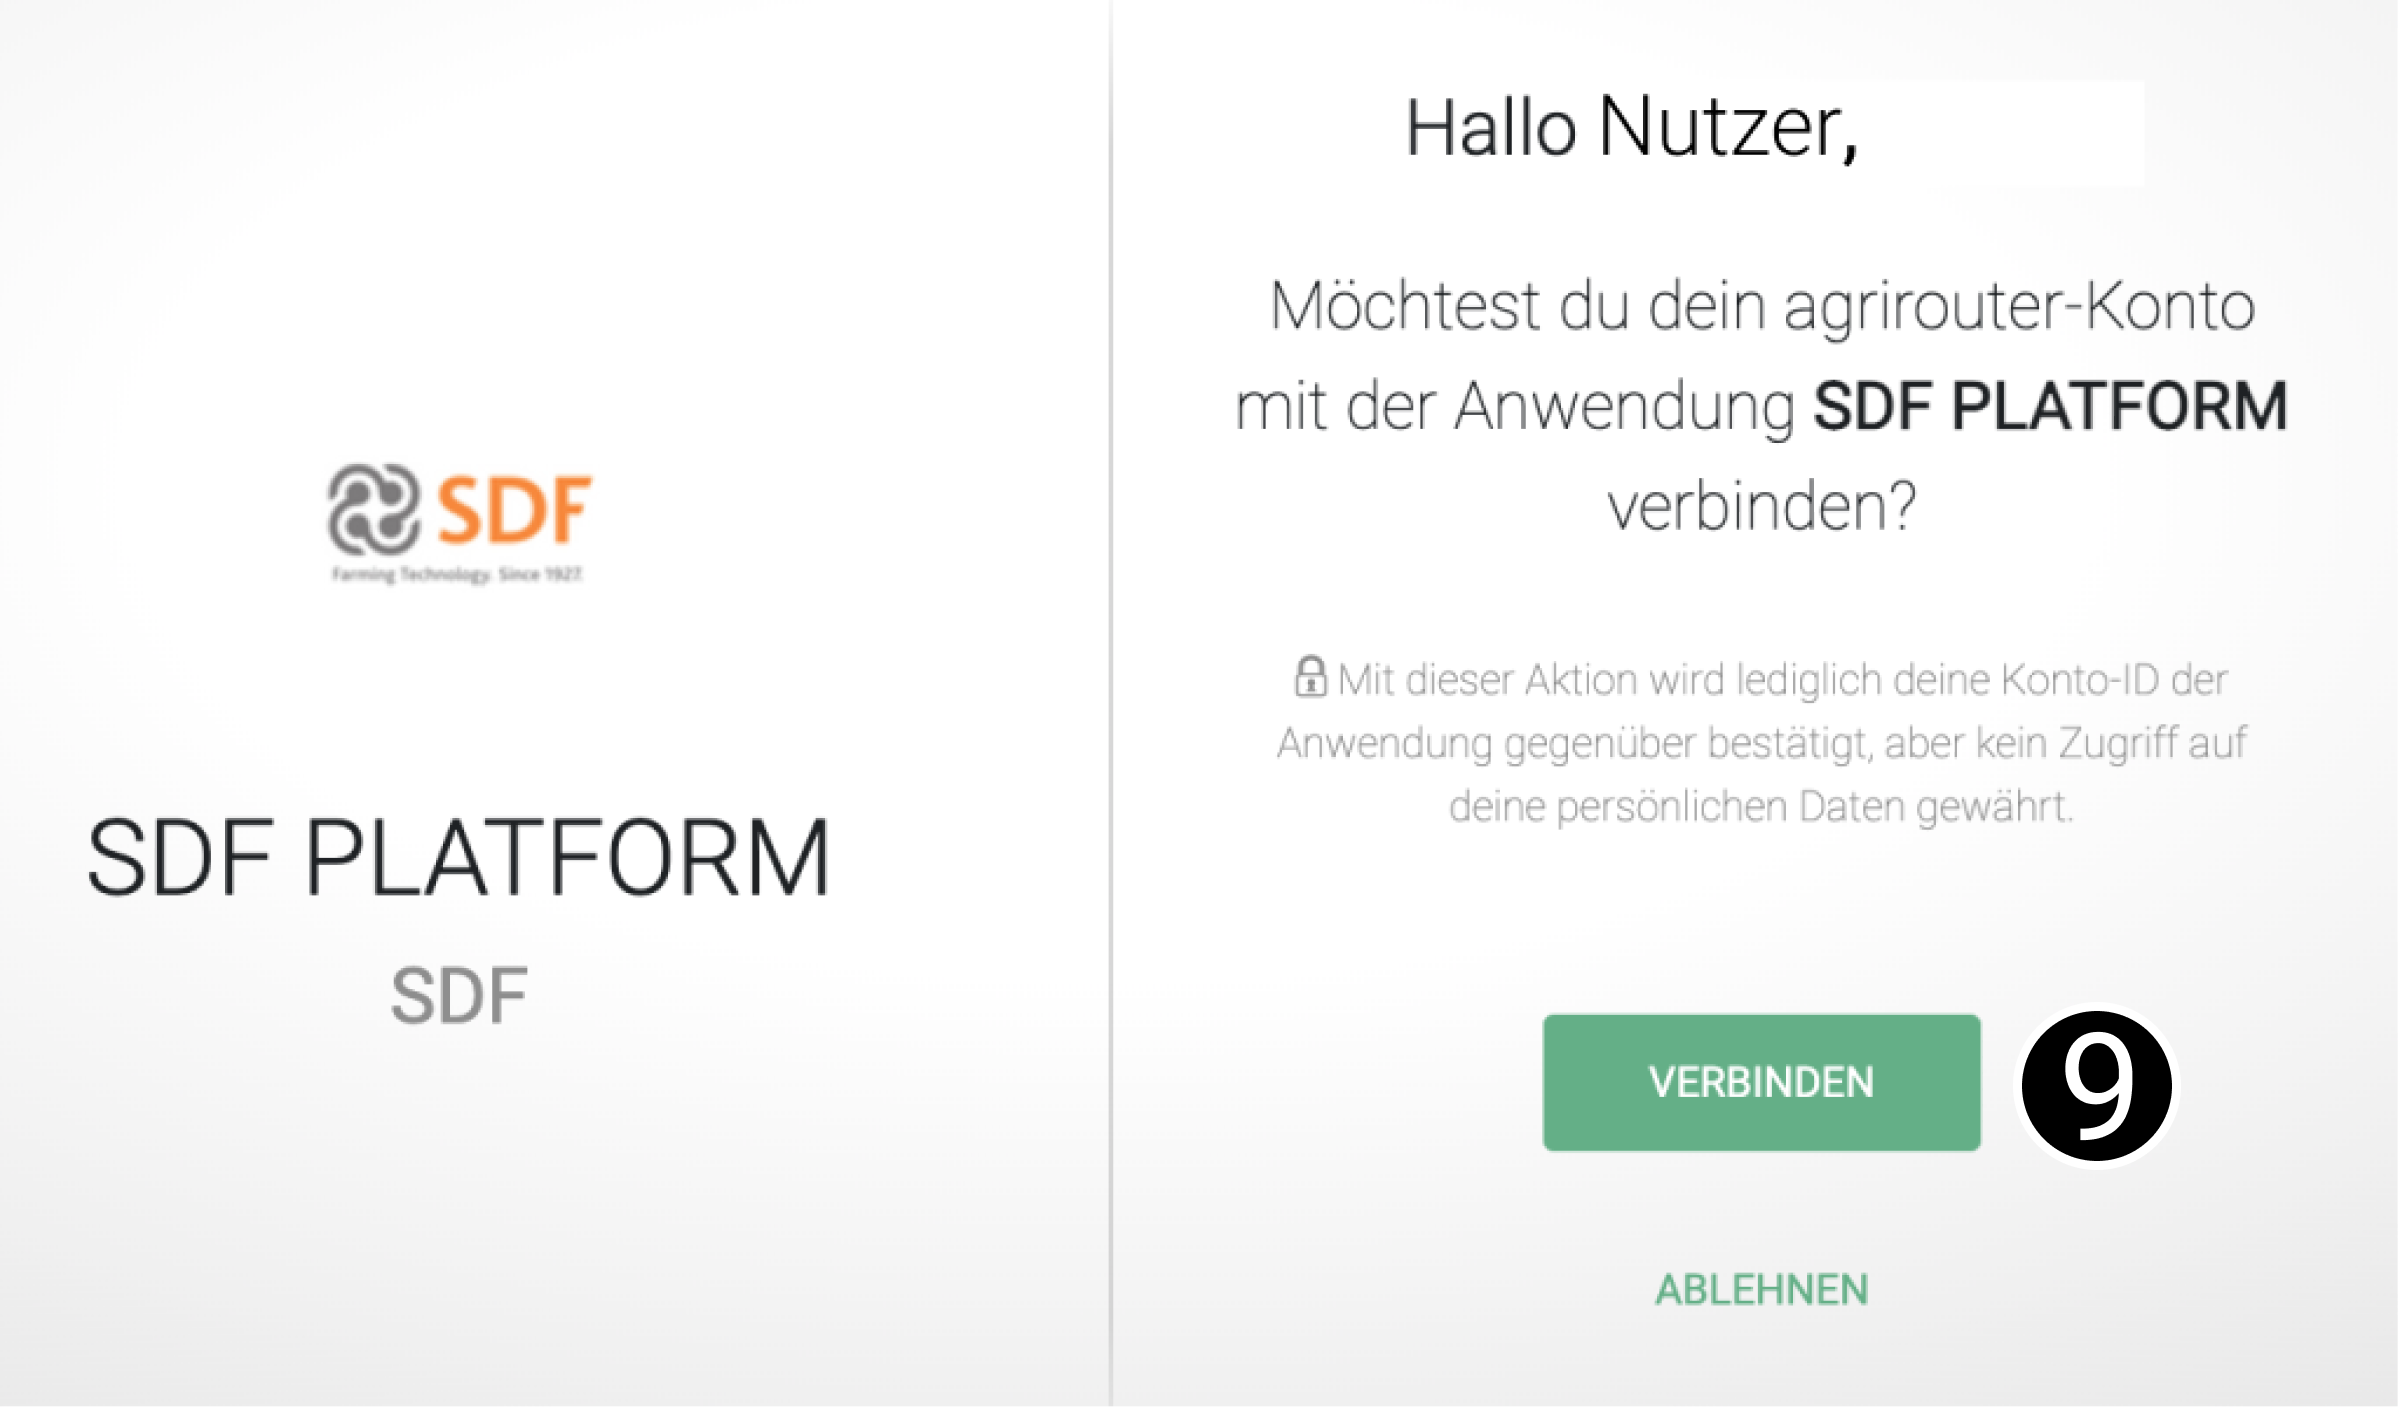 SDF
Farming Technology. Since 1927.
SDF PLATFORM
SDF
Hallo Nutzer,
Möchtest du dein agrirouter-Konto
mit der Anwendung SDF PLATFORM
verbinden?
Mit dieser Aktion wird lediglich deine Konto-ID der
Anwendung gegenüber bestätigt, aber kein Zugriff auf
deine persönlichen Daten gewährt.
VERBINDEN
9
ABLEHNEN